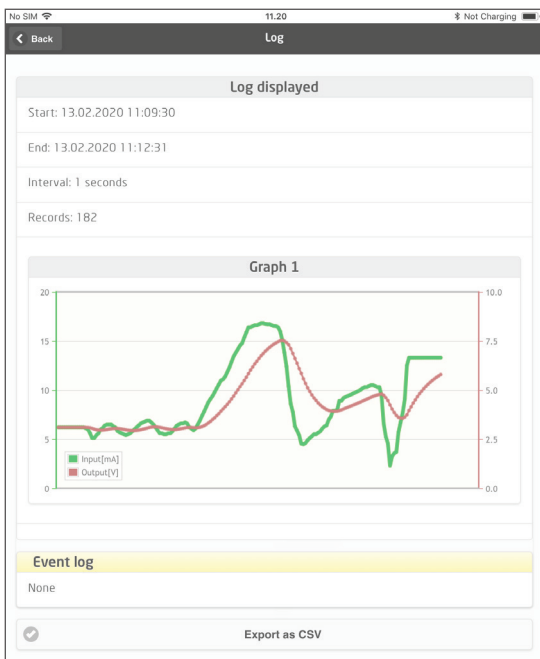 No SIM 11.20 Not Charging
Back Log
Log displayed
Start: 13.02.2020 11:09:30
End: 13.02.2020 11:12:31
Interval: 1 seconds
Records: 182
Graph 1
20 10.0
15 7.5
10 5.0
5 2.5
Input[mA]
Output[V]
0 0.0
Event log
None
Export as CSV